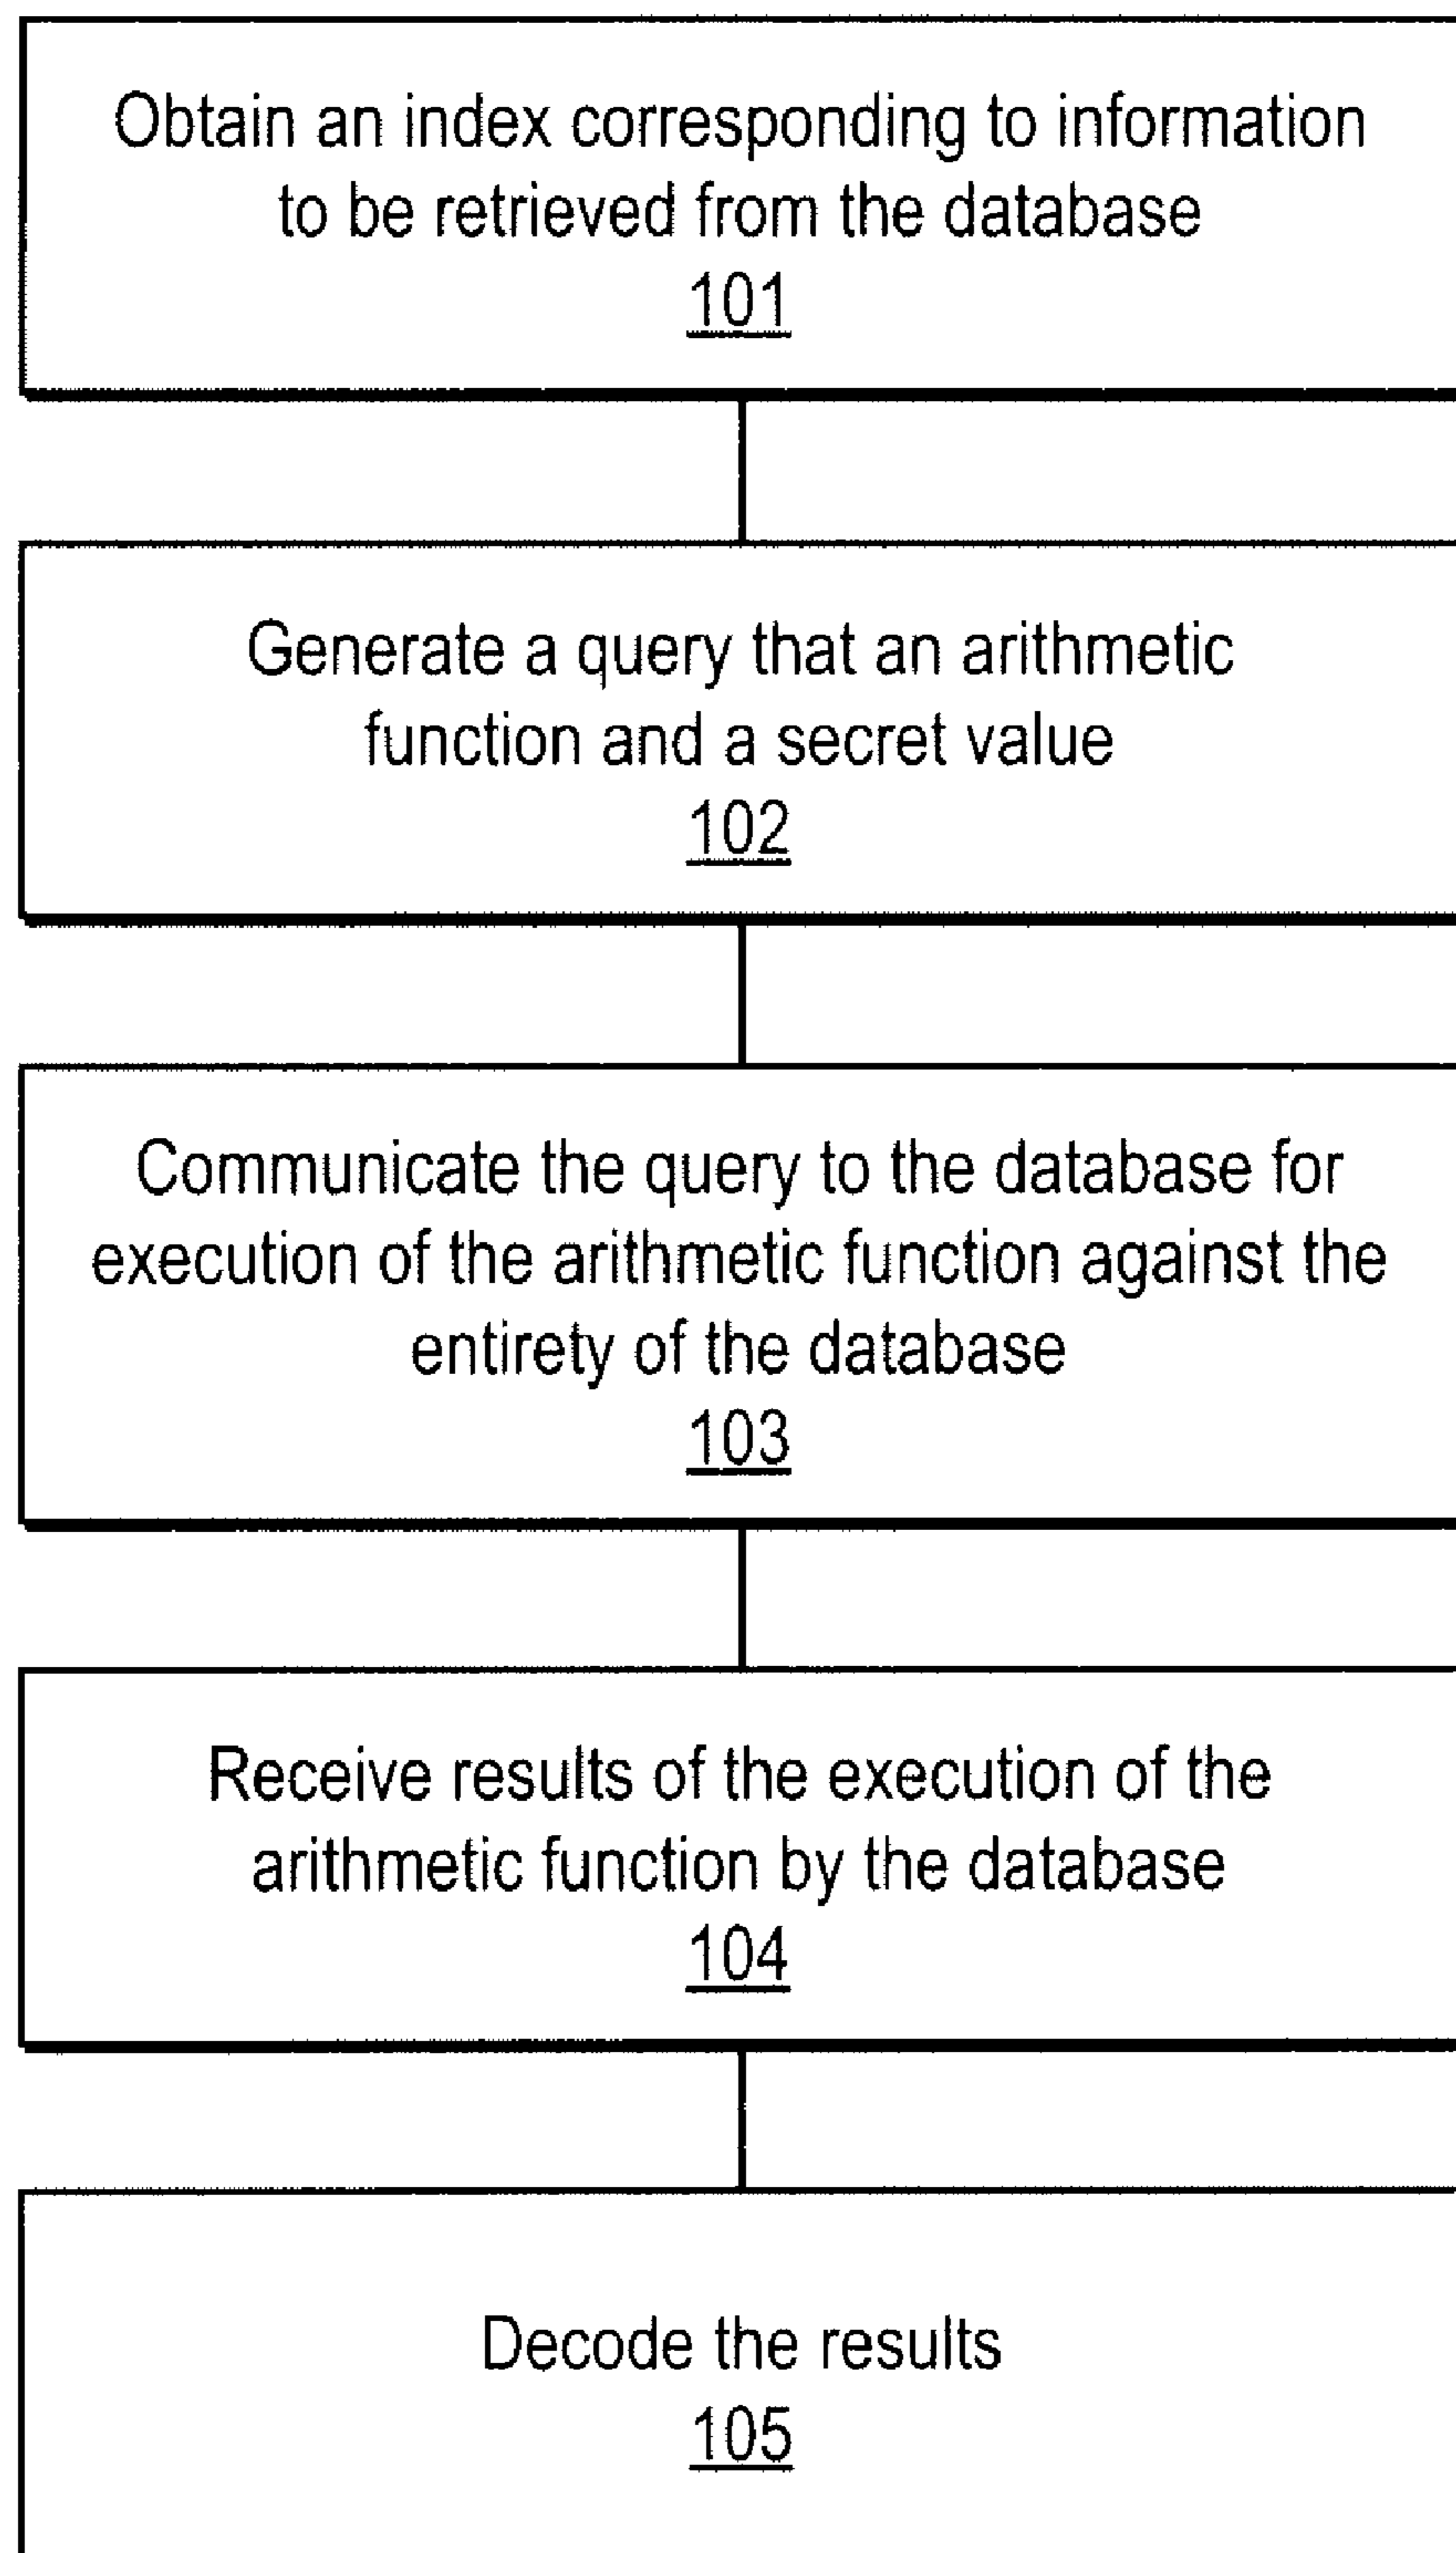 Obtain an index corresponding to information
to be retrieved from the database
101
Generate a query that an arithmetic
function and a secret value
102
Communicate the query to the database for
execution of the arithmetic function against the
entirety of the database
103
Receive results of the execution of the
arithmetic function by the database
104
Decode the results
105